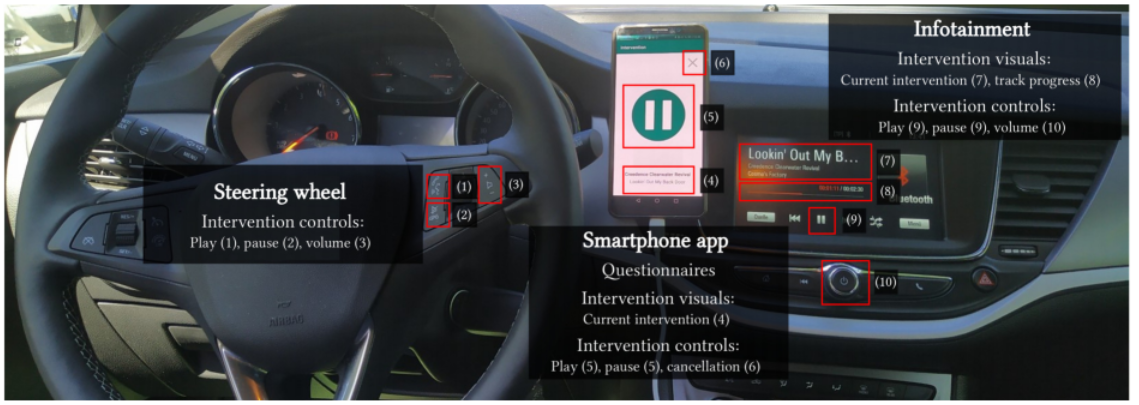 Infotainment
Intervention visuals:
Current intervention (7), track progress (8)
Intervention controls:
Play (9), pause (9), volume (10)
Steering wheel
Intervention controls:
Play (1), pause (2), volume (3)
Smartphone app
Questionnaires
Intervention visuals:
Current intervention (4)
Intervention controls:
Play (5), pause (5), cancellation (6)
(1)
(2)
(3)
Intervention
(6)
(5)
Creedence Clearwater Revival
Lookin' Out My Back Door
(4)
Lookin' Out My B...
Creedence Clearwater Revival
Cosmo's Factory
(7)
(8)
Bluetooth
Menu
(9)
(10)
MENU
AIRBAG